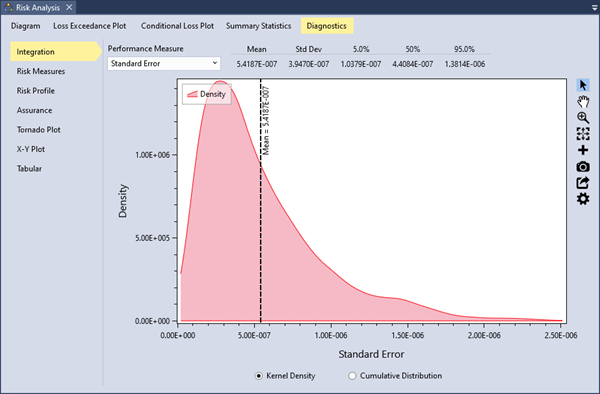 Risk Analysis
Diagram Loss Exceedance Plot Conditional Loss Plot Summary Statistics Diagnostics
Integration
Risk Measures
Risk Profile
Assurance
Tornado Plot
X-Y Plot
Tabular
Performance Measure
Standard Error
Mean Std Dev 5.0% 50% 95.0%
5.4187E-007 3.9470E-007 1.0379E-007 4.4084E-007 1.3814E-006
Density
Mean = 5.4187E-007
Density
1.00E+006
5.00E+005
0.00E+000
0.00E+000 5.00E-007 1.00E-006 1.50E-006 2.00E-006 2.50E-006
Standard Error
Kernel Density Cumulative Distribution